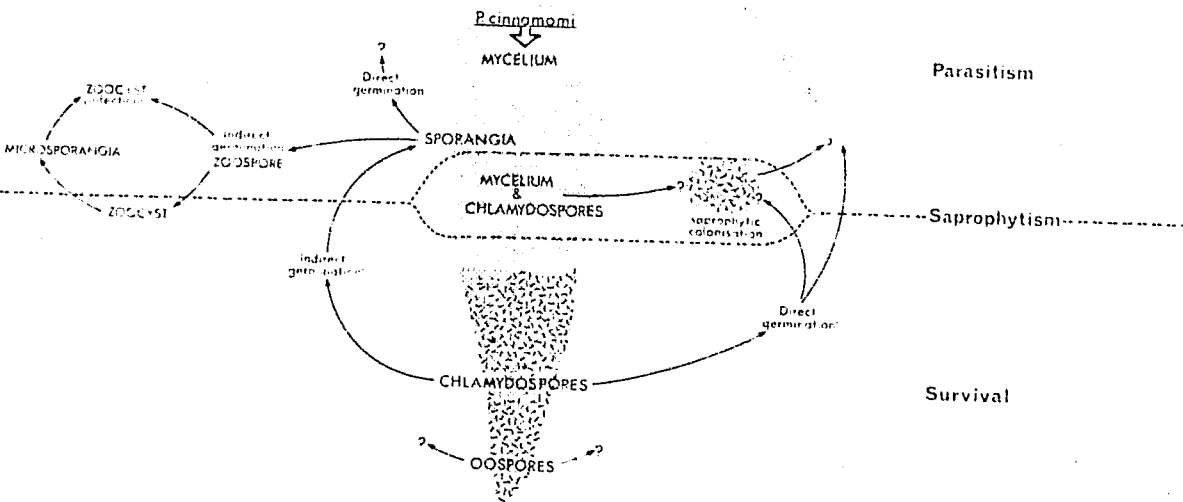 P. cinnamomi
MYCELIUM
Parasitism
?
Direct
germination
ZOOCYST
SPORANGIA
MICROSPORANGIA
Indirect
germination
ZOOSPORE
?
MYCELIUM
&
CHLAMYDOSPORES
?
?
saprophytic
colonisation
ZOOCYST
Saprophytism
Indirect
germination
Direct
germination
CHLAMYDOSPORES
Survival
?
OOSPORES
?